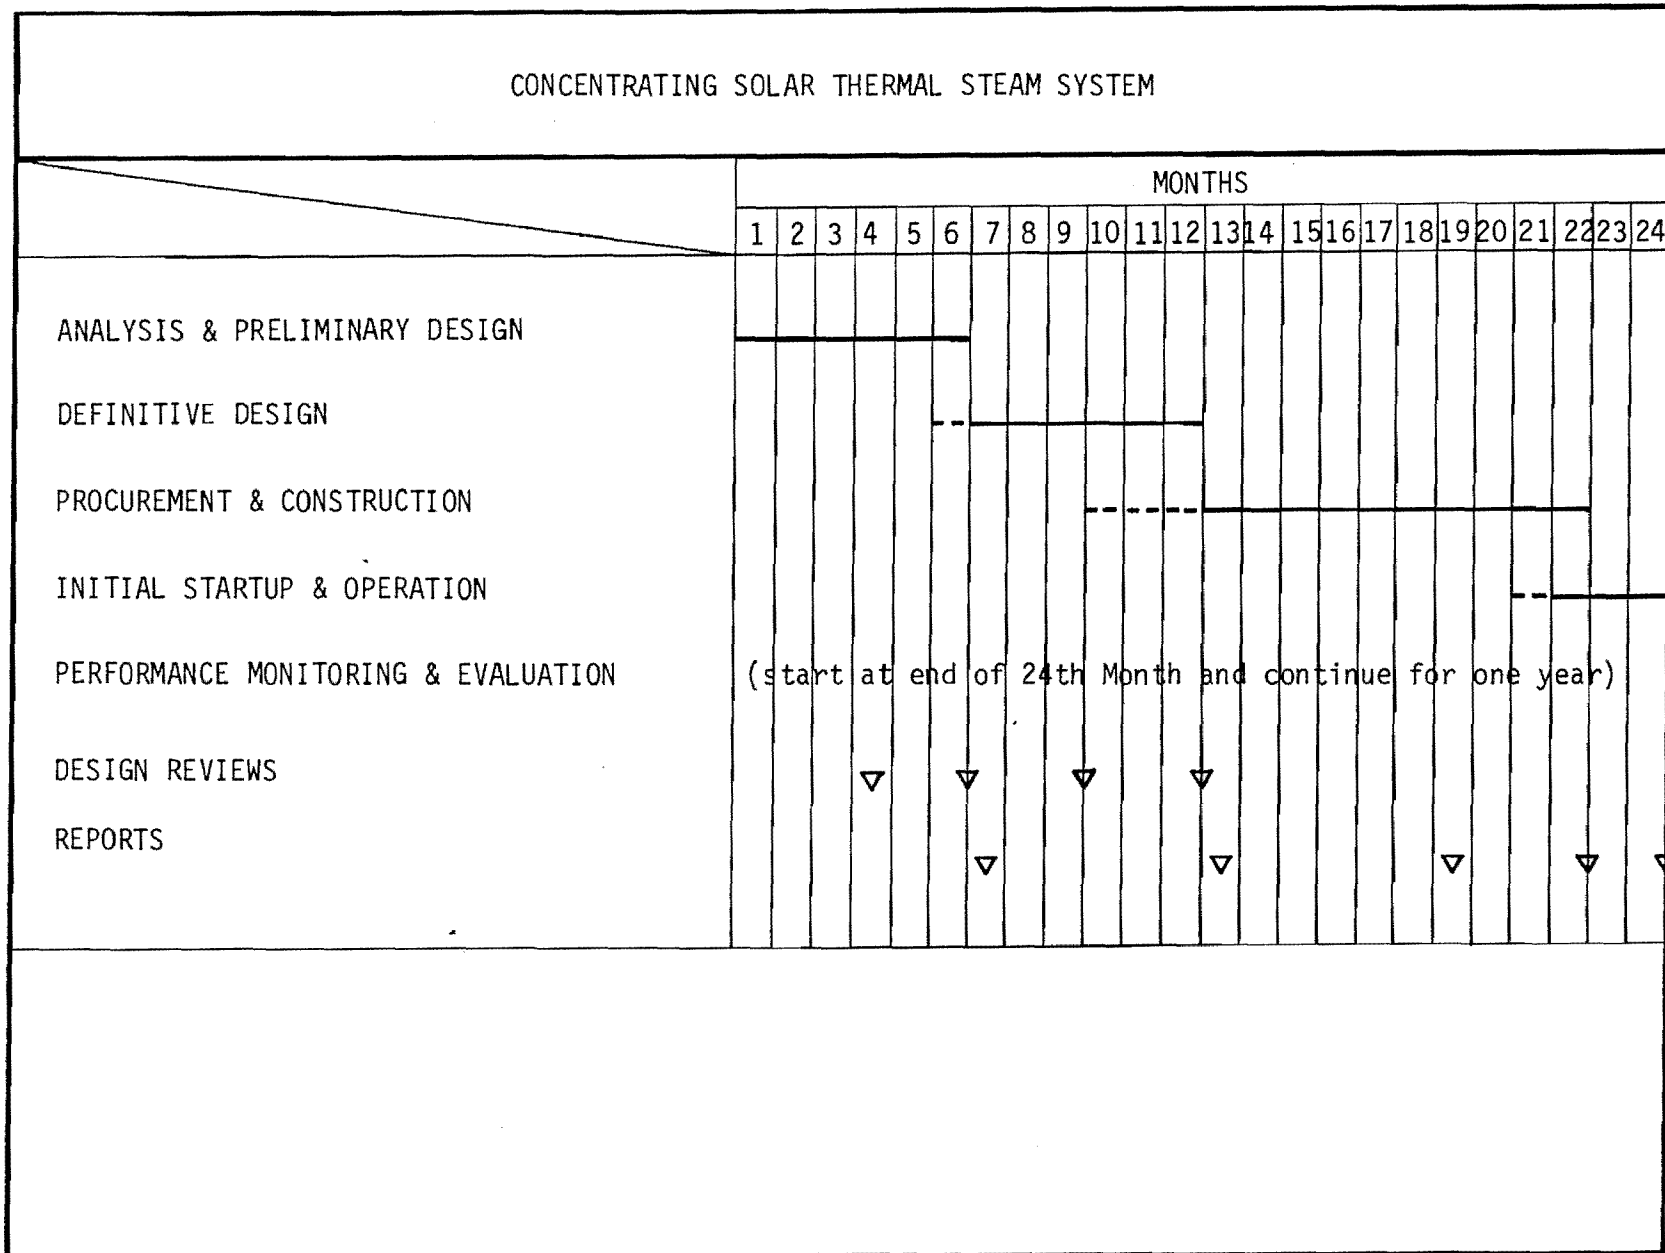 CONCENTRATING SOLAR THERMAL STEAM SYSTEM
MONTHS
1 2 3 4 5 6 7 8 9 10 11 12 13 14 15 16 17 18 19 20 21 22 23 24
ANALYSIS & PRELIMINARY DESIGN
DEFINITIVE DESIGN
PROCUREMENT & CONSTRUCTION
INITIAL STARTUP & OPERATION
PERFORMANCE MONITORING & EVALUATION (start at end of 24th Month and continue for one year)
DESIGN REVIEWS
REPORTS